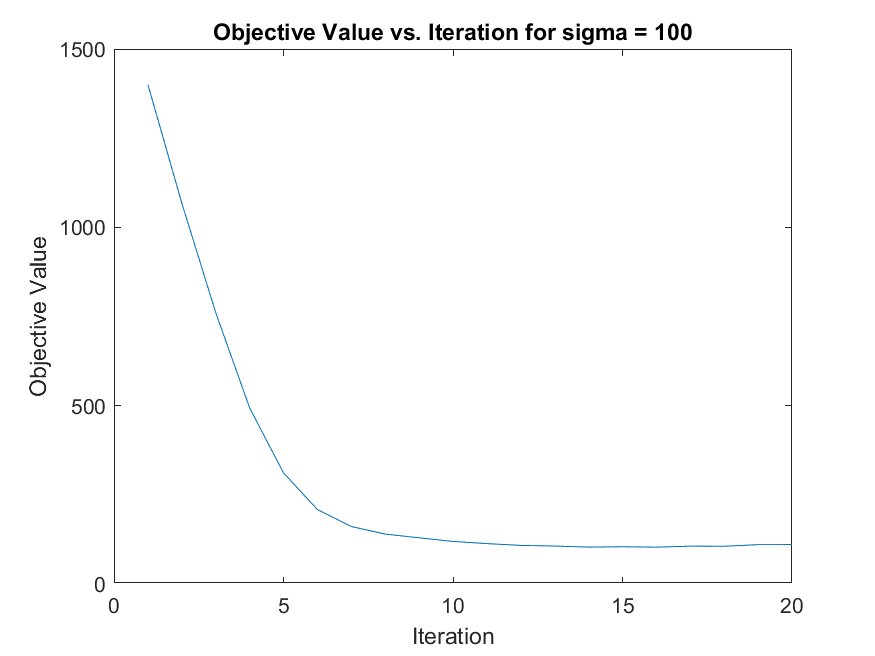 Objective Value vs. Iteration for sigma = 100
1500
1000
500
0
Objective Value
0 5 10 15 20
Iteration